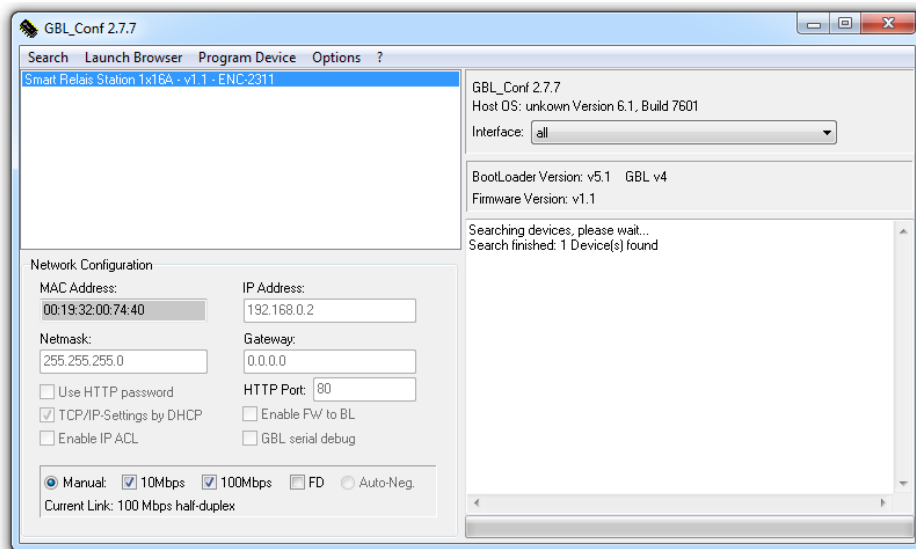 GBL_Conf 2.7.7
Search Launch Browser Program Device Options ?
Smart Relais Station 1x16A - v1.1 - ENC-2311
GBL_Conf 2.7.7
Host OS: unkown Version 6.1, Build 7601
Interface: all
BootLoader Version: v5.1 GBL v4
Firmware Version: v1.1
Searching devices, please wait...
Search finished: 1 Device(s) found
Network Configuration
MAC Address: IP Address:
00:19:32:00:74:40 192.168.0.2
Netmask: Gateway:
255.255.255.0 0.0.0.0
Use HTTP password HTTP Port: 80
TCP/IP-Settings by DHCP Enable FW to BL
Enable IP ACL GBL serial debug
Manual: 10Mbps 100Mbps FD Auto-Neg.
Current Link: 100 Mbps half-duplex